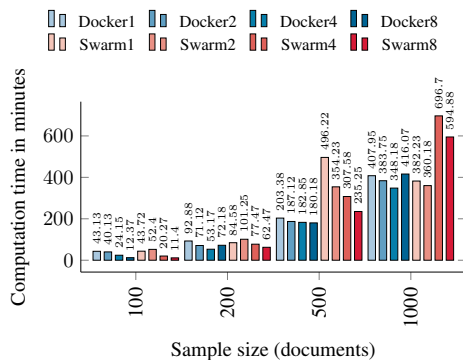 Docker1 Docker2 Docker4 Docker8
Swarm1 Swarm2 Swarm4 Swarm8
Computation time in minutes
600
400
200
0
43.13 40.13 24.15 12.37 43.72 52.4 20.27 11.4
92.88 71.12 53.17 72.18 84.58 101.25 77.47 62.47
203.38 187.12 182.85 180.18 496.22 354.23 307.58 235.25
407.95 383.75 348.18 416.07 382.23 360.18 696.7 594.88
100 200 500 1000
Sample size (documents)